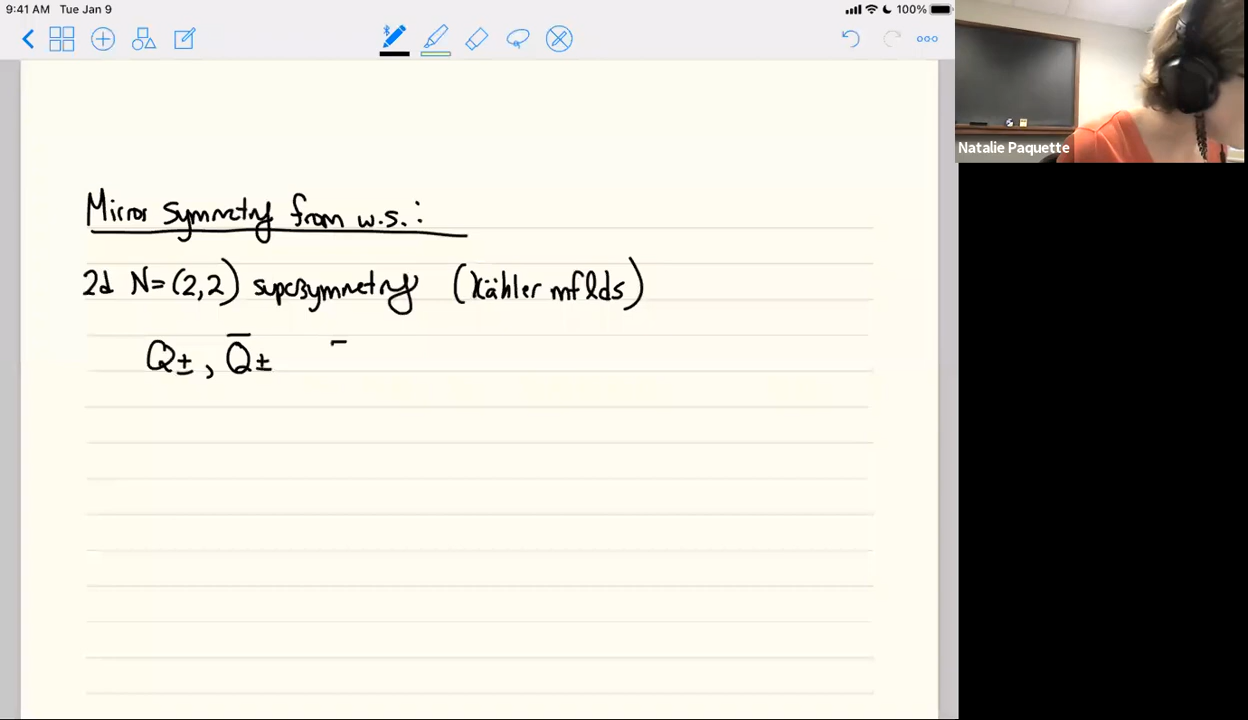 9:41 AM Tue Jan 9
100%
Natalie Paquette
Mirror Symmetry from w.s.:
2d N=(2,2) supersymmetry (Kähler mflds)
Q±, Q̄±